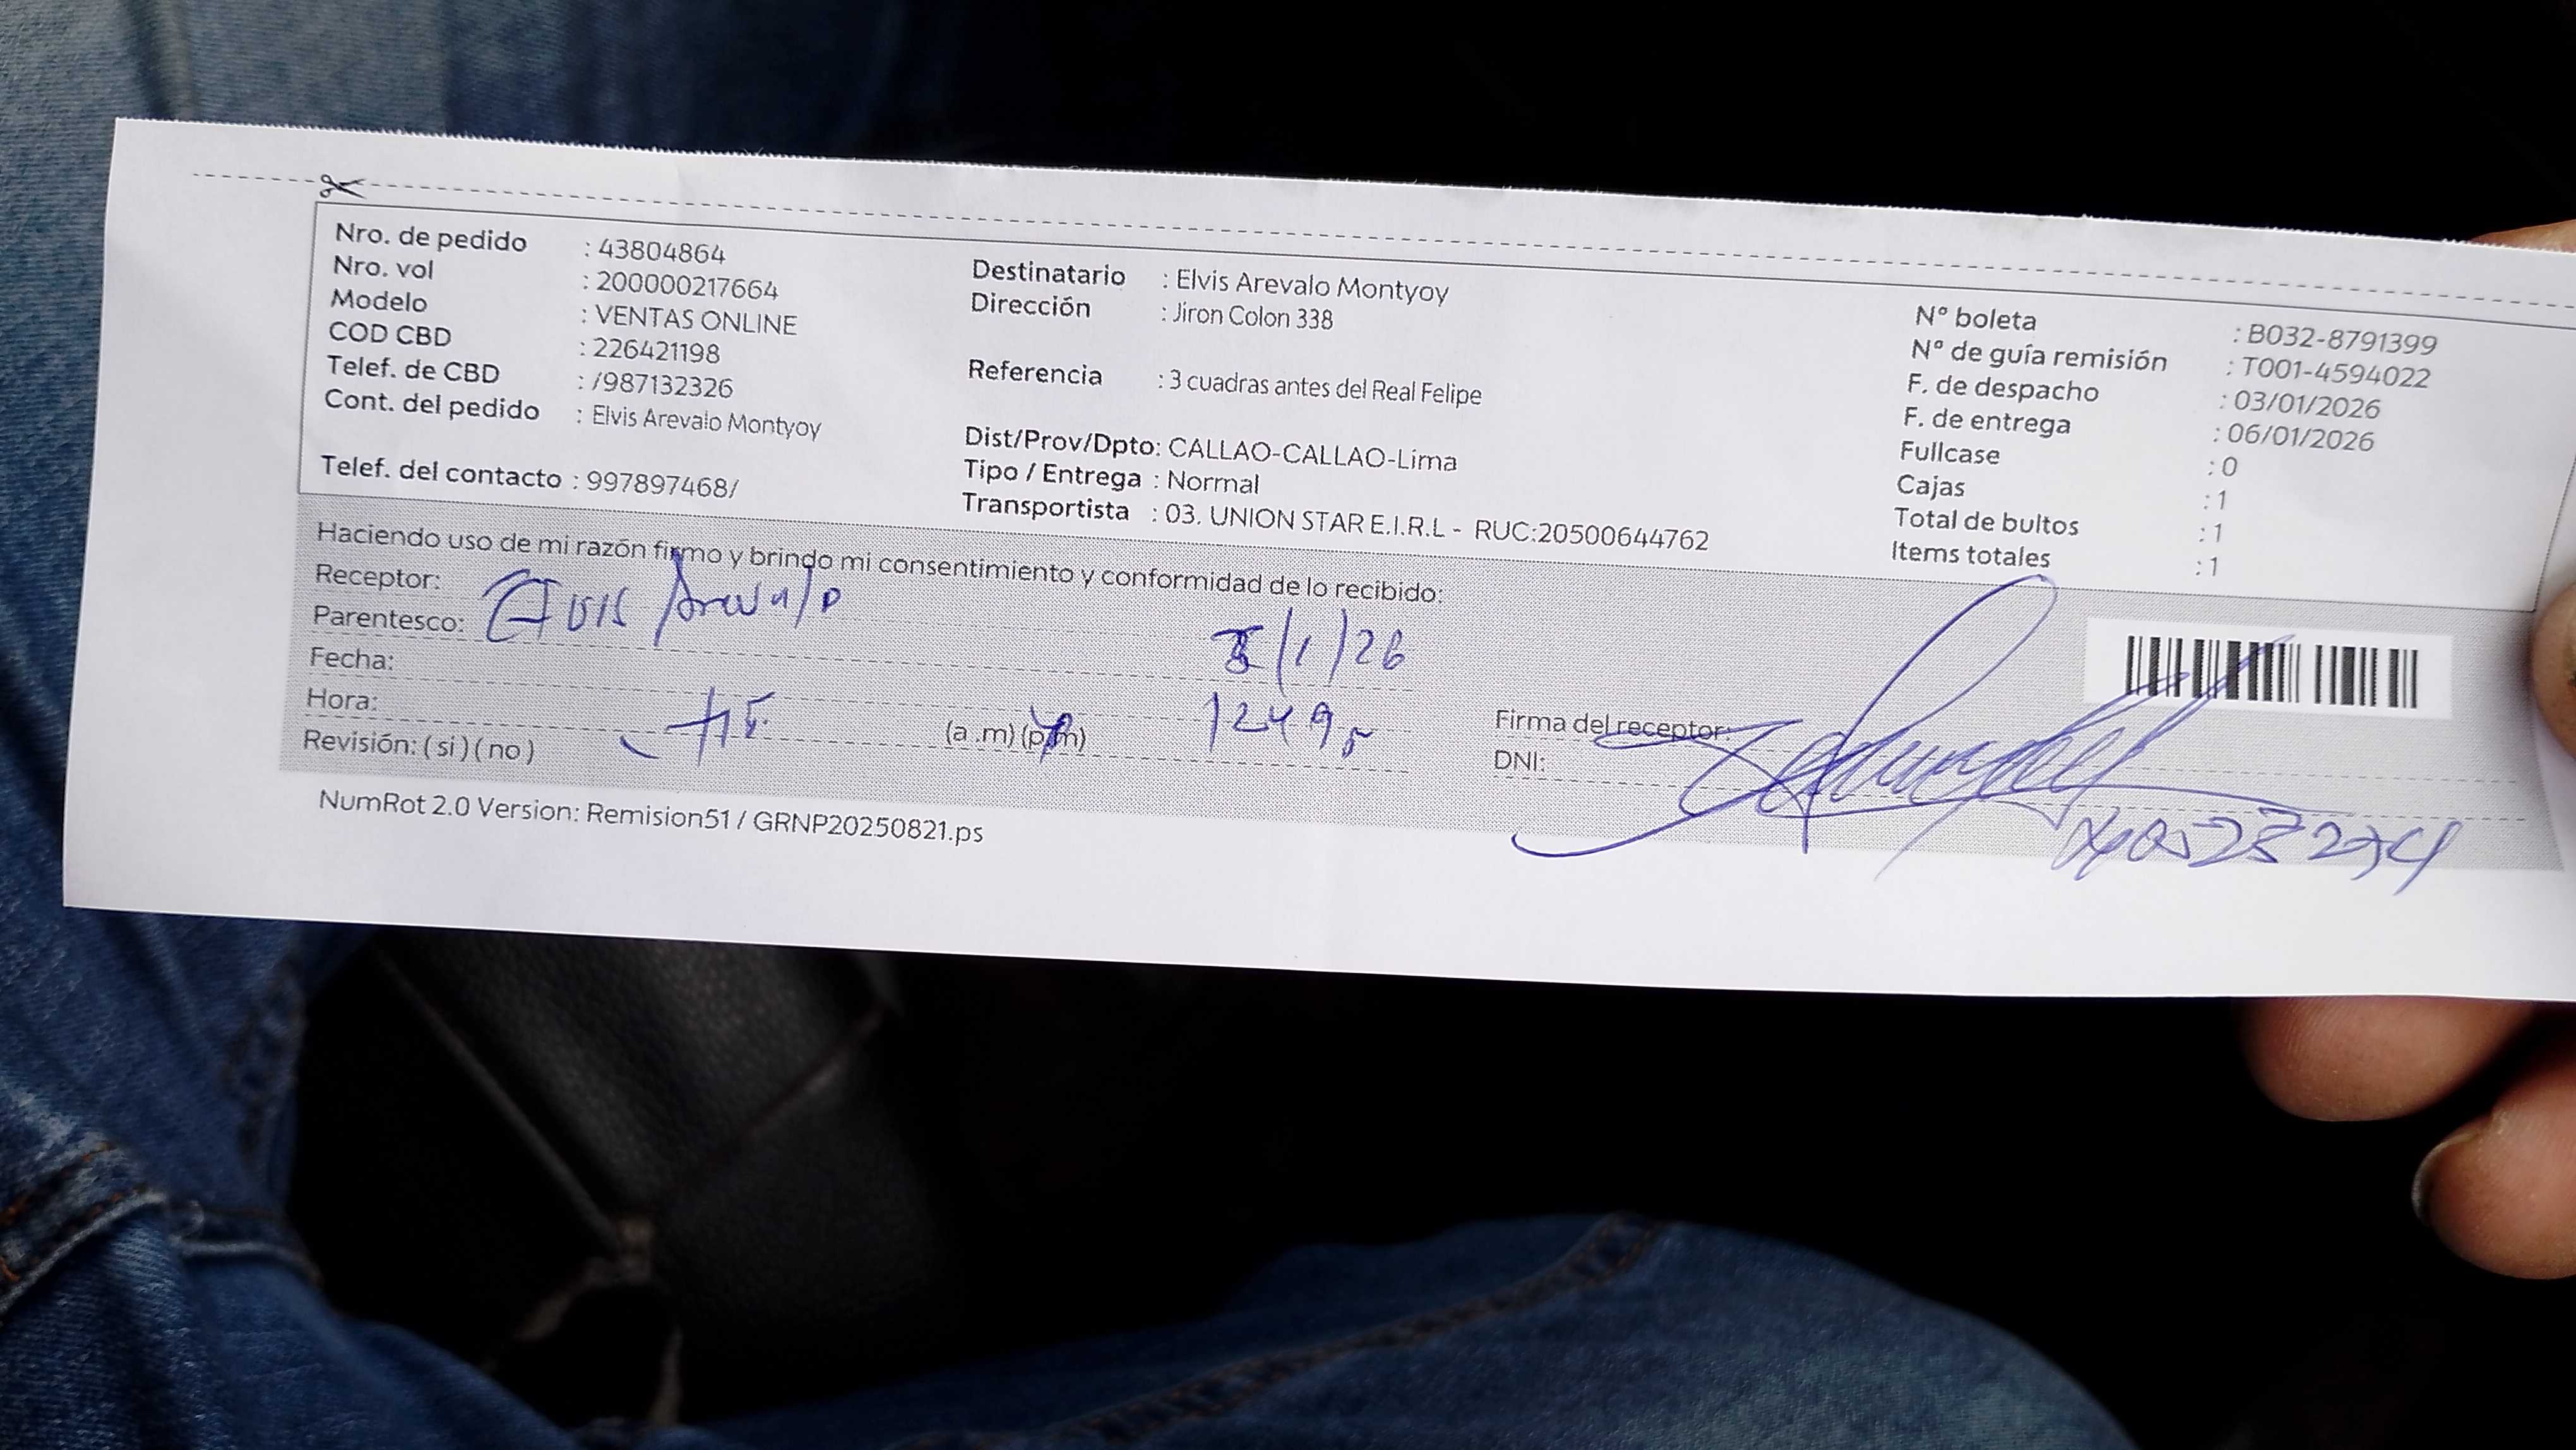 Nro. de pedido : 43804864
Nro. vol : 200000217664
Modelo : VENTAS ONLINE
COD CBD : 226421198
Telef. de CBD : /987132326
Cont. del pedido : Elvis Arevalo Montyoy
Telef. del contacto : 997897468/
Destinatario : Elvis Arevalo Montyoy
Dirección : Jiron Colon 338
Referencia : 3 cuadras antes del Real Felipe
Dist/Prov/Dpto: CALLAO-CALLAO-Lima
Tipo / Entrega : Normal
Transportista : 03. UNION STAR E.I.R.L - RUC:20500644762
N° boleta : B032-8791399
N° de guía remisión : T001-4594022
F. de despacho : 03/01/2026
F. de entrega : 06/01/2026
Fullcase : 0
Cajas : 1
Total de bultos : 1
Items totales : 1
Haciendo uso de mi razón firmo y brindo mi consentimiento y conformidad de lo recibido:
Receptor: Elvis Arevalo
Parentesco:
Fecha: /1/26
Hora: (a .m) (p.m) 1249
Revisión: ( si ) ( no )
Firma del receptor:
DNI:
NumRot 2.0 Version: Remision51 / GRNP20250821.ps